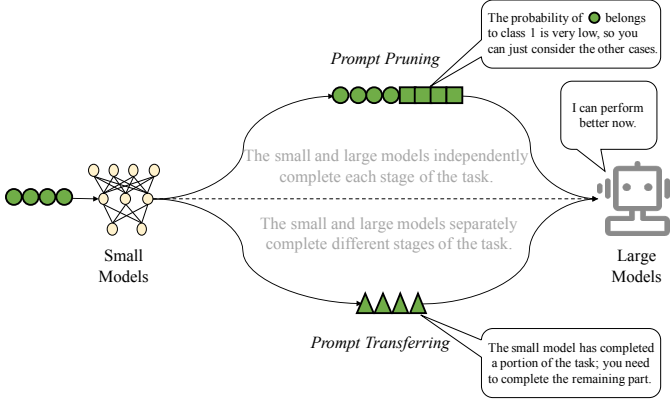 The probability of belongs
to class 1 is very low, so you
can just consider the other cases.
Prompt Pruning
I can perform
better now.
The small and large models independently
complete each stage of the task.
The small and large models separately
complete different stages of the task.
Small
Models
Large
Models
Prompt Transferring
The small model has completed
a portion of the task; you need
to complete the remaining part.